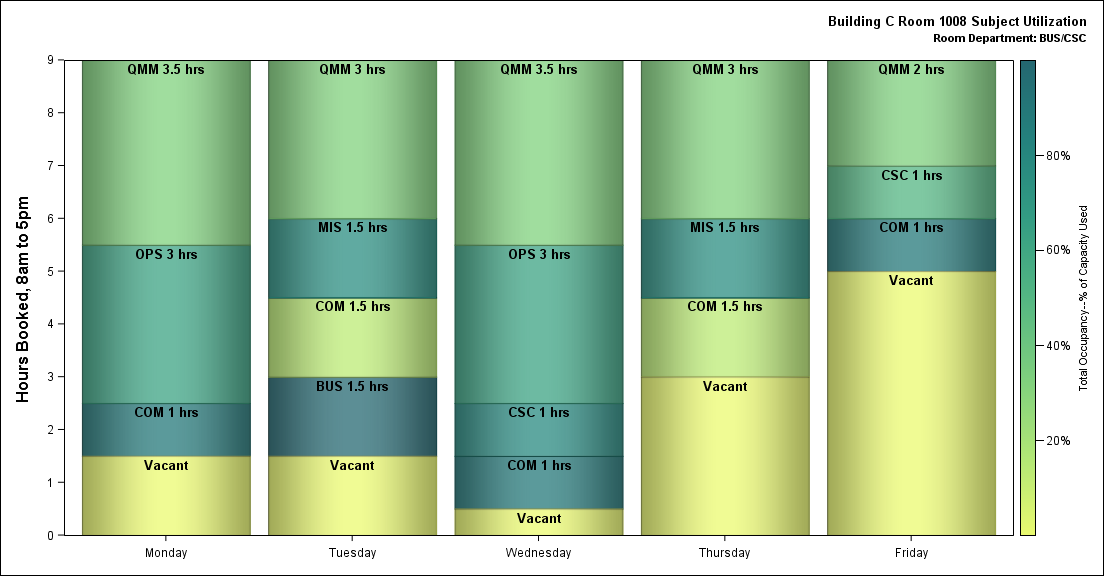 Building C Room 1008 Subject Utilization
Room Department: BUS/CSC
Hours Booked, 8am to 5pm
9
8
7
6
5
4
3
2
1
0
QMM 3.5 hrs
OPS 3 hrs
COM 1 hrs
Vacant
Monday
QMM 3 hrs
MIS 1.5 hrs
COM 1.5 hrs
BUS 1.5 hrs
Vacant
Tuesday
QMM 3.5 hrs
OPS 3 hrs
CSC 1 hrs
COM 1 hrs
Vacant
Wednesday
QMM 3 hrs
MIS 1.5 hrs
COM 1.5 hrs
Vacant
Thursday
QMM 2 hrs
CSC 1 hrs
COM 1 hrs
Vacant
Friday
80%
60%
40%
20%
Total Occupancy--% of Capacity Used